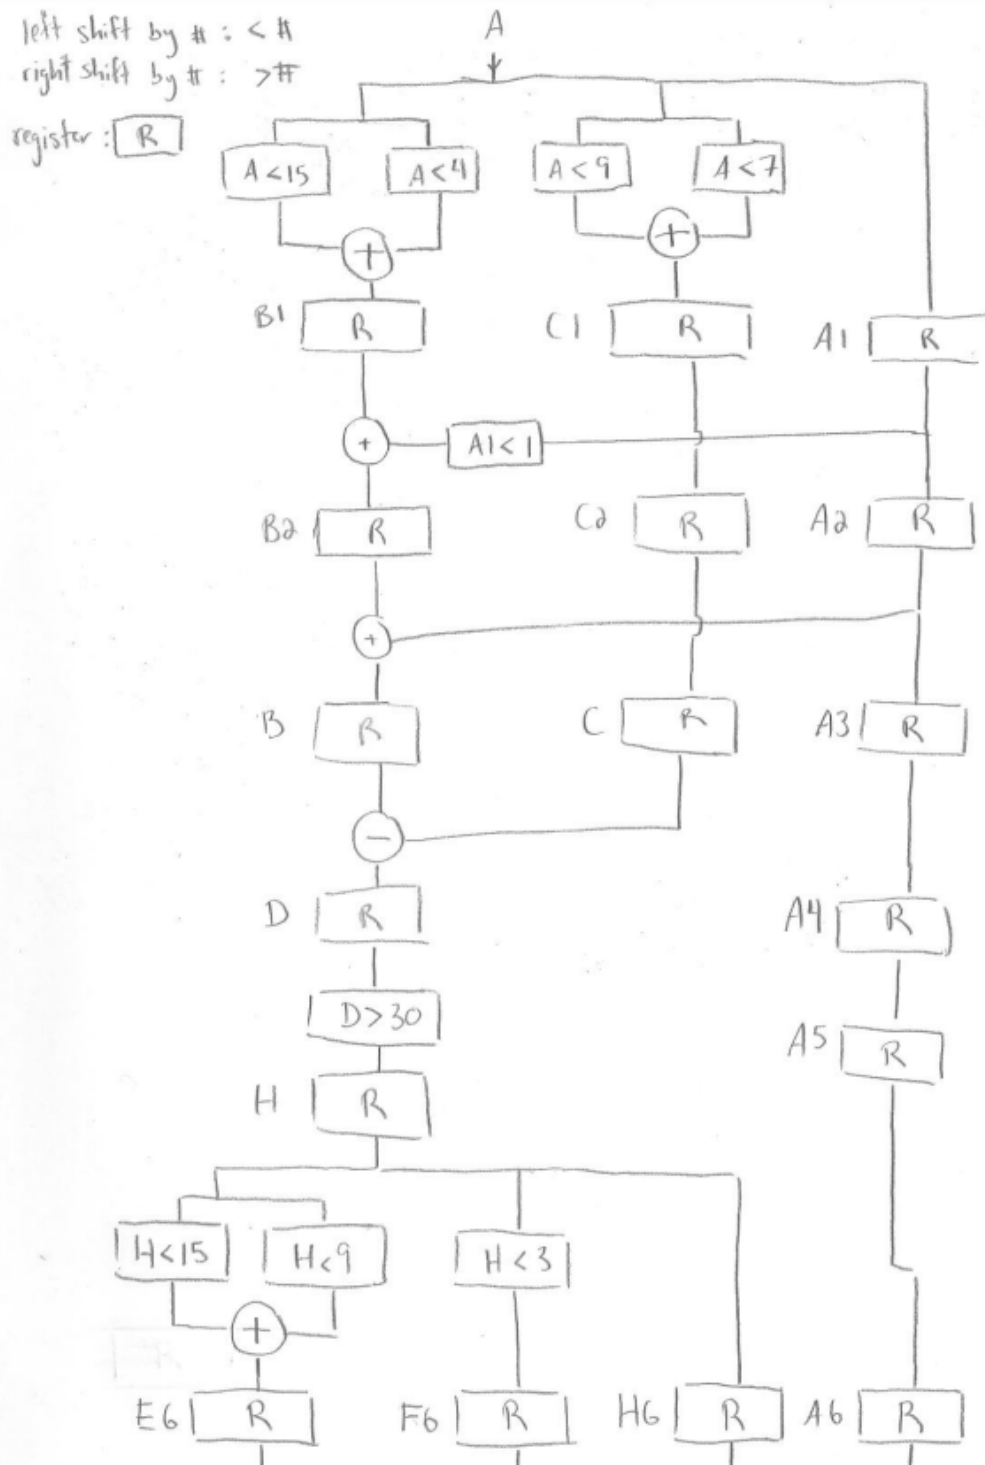 left shift by # : < #
A
right shift by # : > #
register : R
A < 15
A < 4
A < 9
A < 7
+
+
B1
R
C1
R
A1
R
+
A1 < 1
B2
R
C2
R
A2
R
+
B
R
C
R
A3
R
−
D
R
A4
R
D > 30
A5
R
H
R
H < 15
H < 9
H < 3
+
E6
R
F6
R
H6
R
A6
R